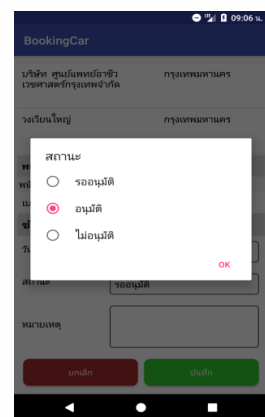 09:06 น.
BookingCar
บริษัท ศูนย์แพทย์อาชีว กรุงเทพมหานคร
เวชศาสตร์กรุงเทพจำกัด
วงเวียนใหญ่ กรุงเทพมหานคร
สถานะ
รออนุมัติ
อนุมัติ
ไม่อนุมัติ
OK
สถานะ รออนุมัติ
หมายเหตุ
ยกเลิก บันทึก